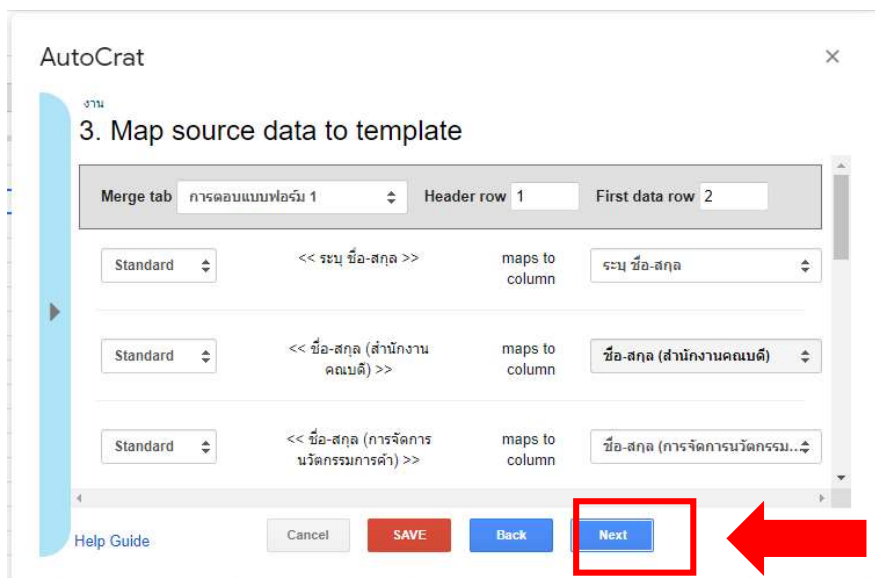 AutoCrat
งาน
3. Map source data to template
Merge tab การตอบแบบฟอร์ม 1 Header row 1 First data row 2
Standard << ระบุ ชื่อ-สกุล >> maps to column ระบุ ชื่อ-สกุล
Standard << ชื่อ-สกุล (สำนักงาน คณบดี) >> maps to column ชื่อ-สกุล (สำนักงานคณบดี)
Standard << ชื่อ-สกุล (การจัดการ นวัตกรรมการค้า) >> maps to column ชื่อ-สกุล (การจัดการนวัตกรรม...
Help Guide Cancel SAVE Back Next